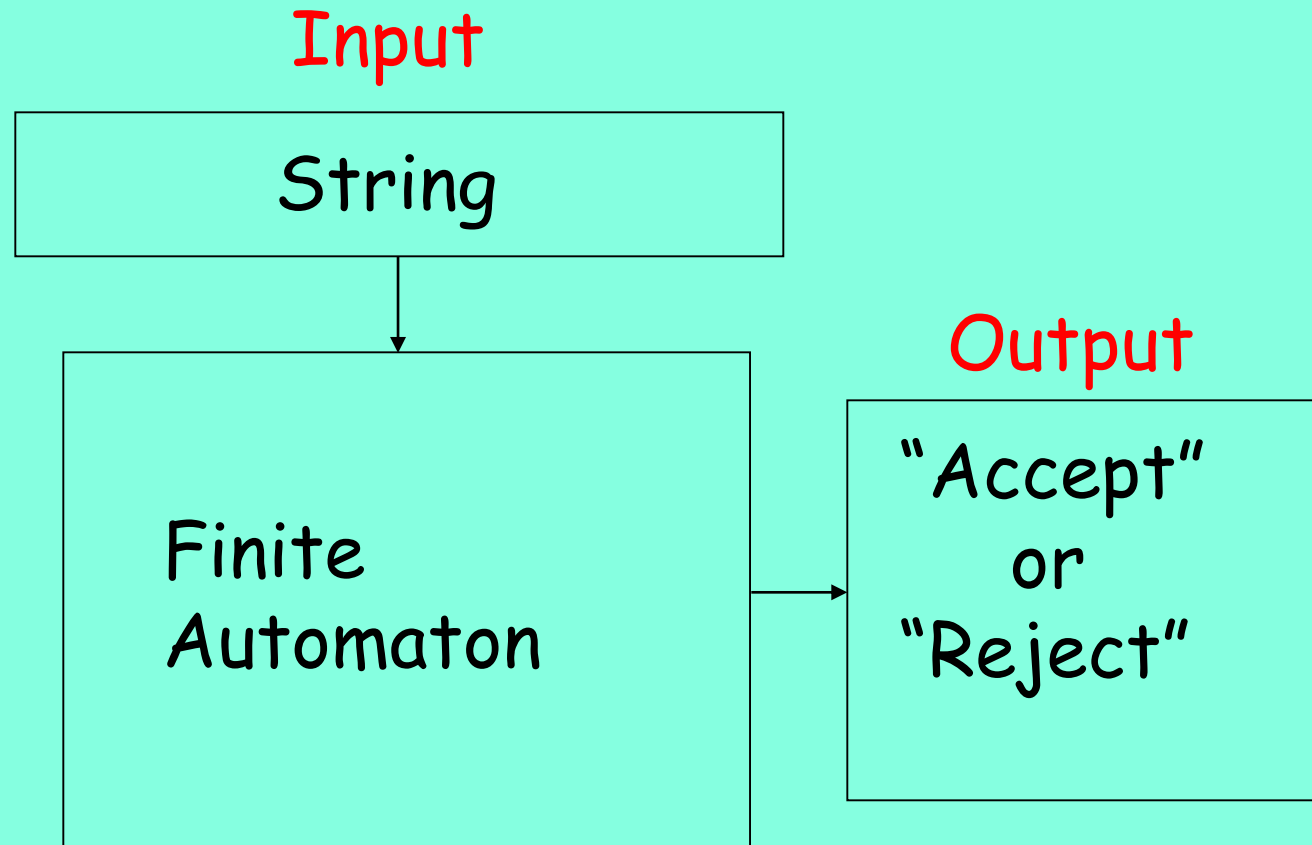 Input
String
Output
“Accept”
or
“Reject”
Finite
Automaton